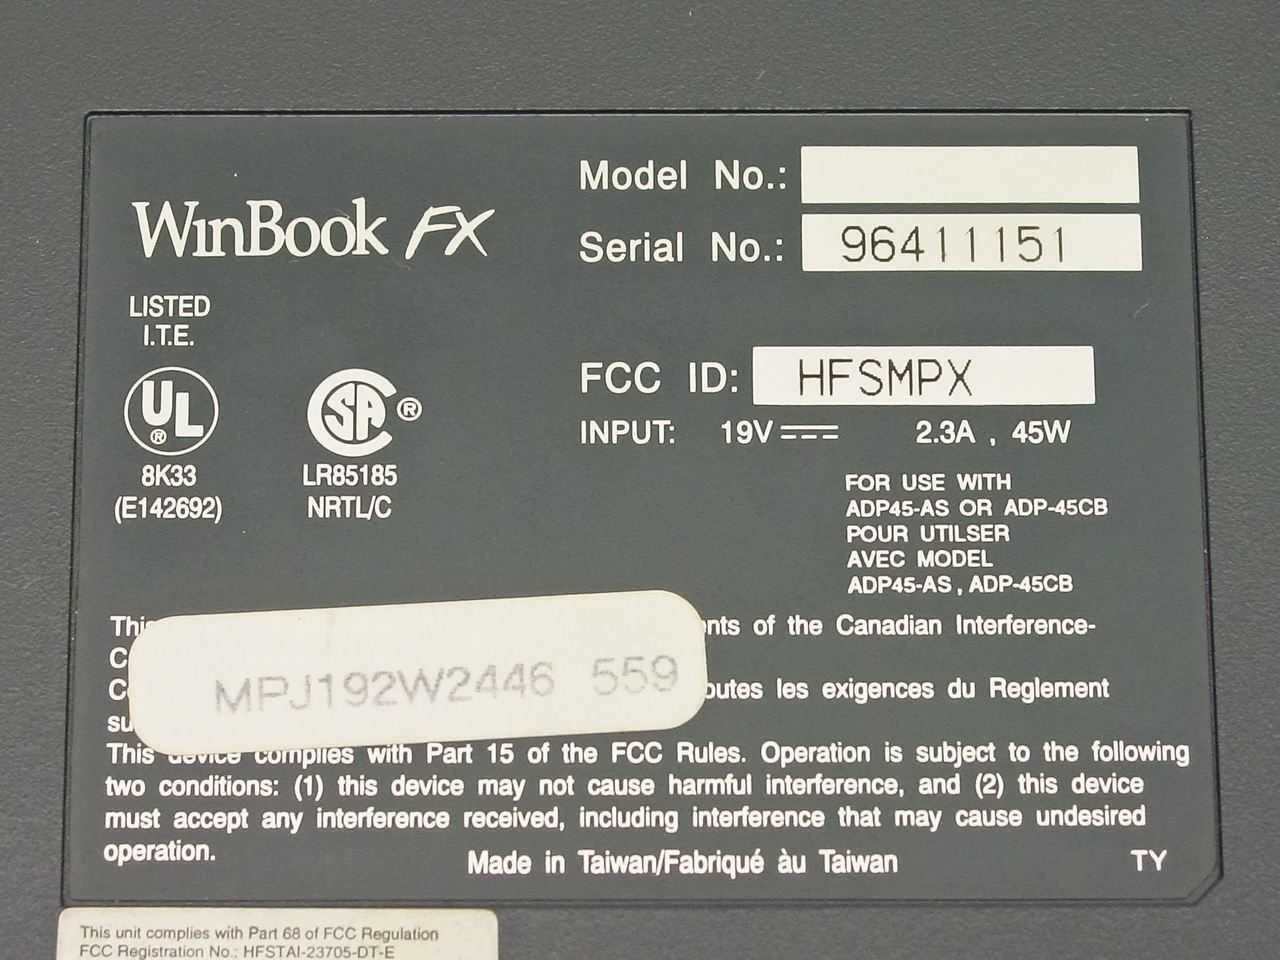 WinBook FX
Model No.:
Serial No.: 96411151
LISTED
I.T.E.
UL ®
8K33
(E142692)
SA ®
LR85185
NRTL/C
FCC ID: HFSMPX
INPUT: 19V 2.3A , 45W
FOR USE WITH
ADP45-AS OR ADP-45CB
POUR UTILSER
AVEC MODEL
ADP45-AS , ADP-45CB
of the Canadian Interference-
MPJ192W2446 559
les exigences du Reglement
This device complies with Part 15 of the FCC Rules. Operation is subject to the following
two conditions: (1) this device may not cause harmful interference, and (2) this device
must accept any interference received, including interference that may cause undesired
operation.
Made in Taiwan/Fabriqué àu Taiwan
TY
This unit complies with Part 68 of FCC Regulation
FCC Registration No.: HFSTAI-23705-DT-E